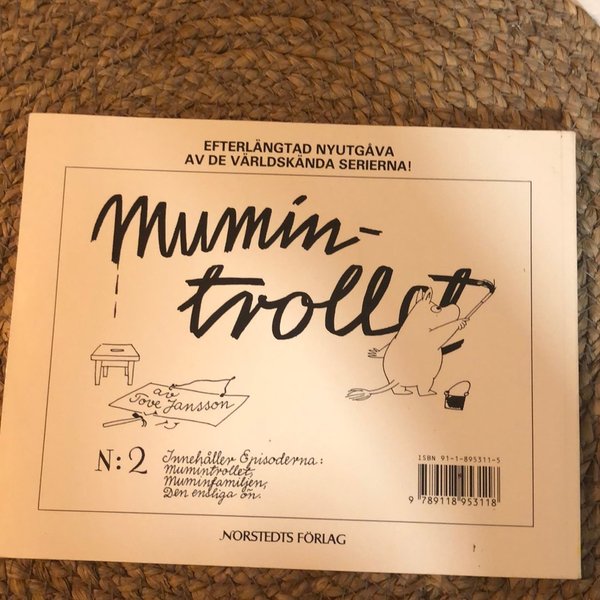 EFTERLÄNGTAD NYUTGÅVA
AV DE VÄRLDSKÄNDA SERIERNA!
Mumin-
trollet
av
Tove Jansson
N:2
Innehåller Episoderna:
Mumintrollet,
Muminfamiljen,
Den ensliga ön.
ISBN 91-1-895311-5
9 789118 953118
NORSTEDTS FÖRLAG